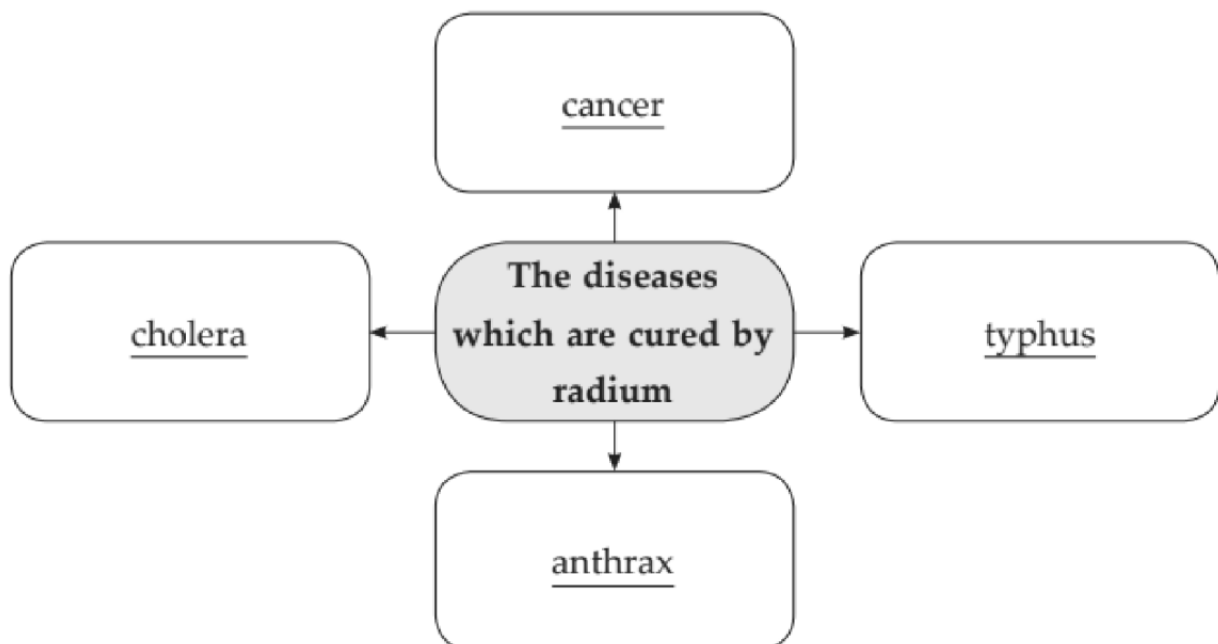 cancer
The diseases
which are cured by
radium
cholera
typhus
anthrax